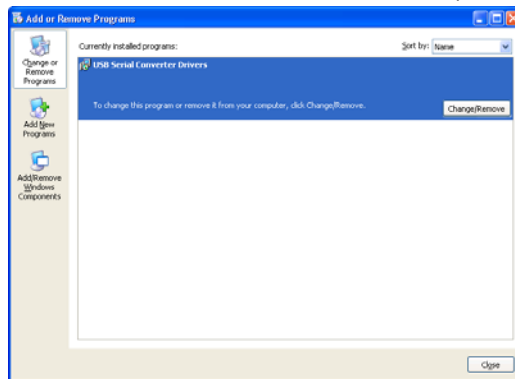 Add or Remove Programs
Currently installed programs:
Sort by: Name
Change or
Remove
Programs
USB Serial Converter Drivers
To change this program or remove it from your computer, click Change/Remove.
Change/Remove
Add New
Programs
Add/Remove
Windows
Components
Close